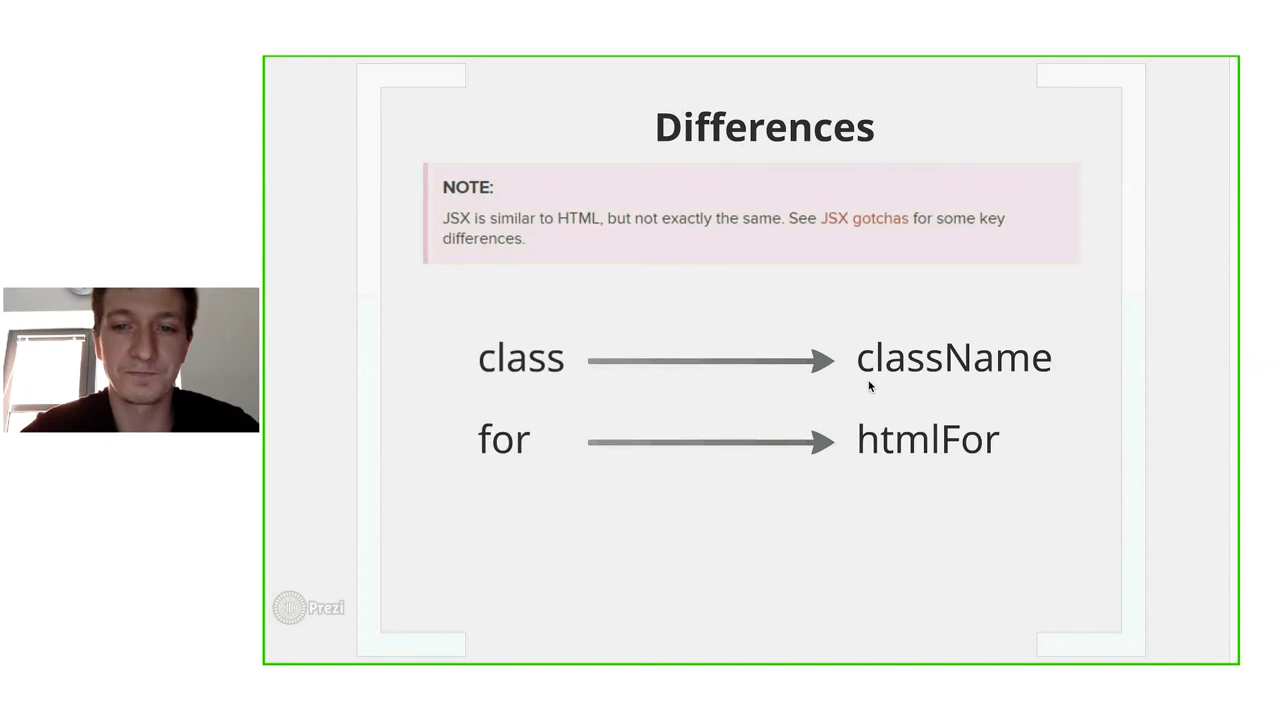 Differences
NOTE:
JSX is similar to HTML, but not exactly the same. See JSX gotchas for some key
differences.
class className
for htmlFor
Prezi